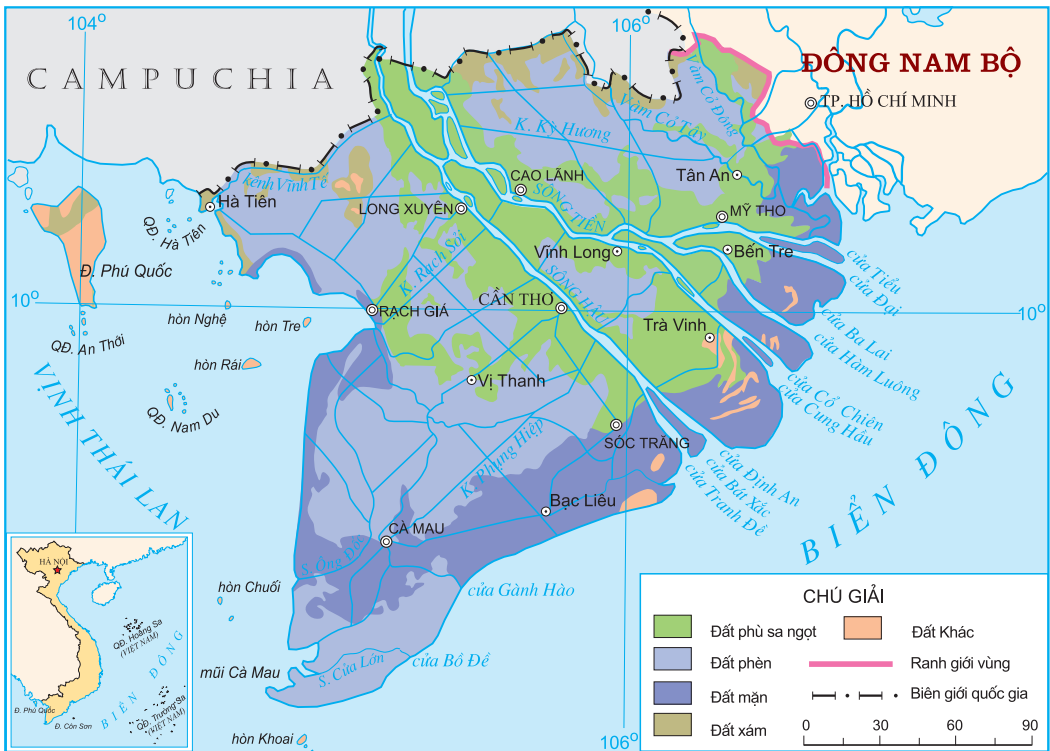 104º
106º
CAMPUCHIA
ĐÔNG NAM BỘ
TP. HỒ CHÍ MINH
Vàm Cỏ Đông
Vàm Cỏ Tây
K. Kỳ Hương
kênh Vĩnh Tế
Hà Tiên
CAO LÃNH
Tân An
LONG XUYÊN
SÔNG TIỀN
MỸ THO
QĐ. Hà Tiên
Đ. Phú Quốc
K. Rạch Sỏi
Vĩnh Long
Bến Tre
cửa Tiểu
cửa Đại
SÔNG HẬU
10º
hòn Nghệ
hòn Tre
RẠCH GIÁ
CẦN THƠ
10º
Trà Vinh
cửa Ba Lai
cửa Hàm Luông
QĐ. An Thới
hòn Rái
Vị Thanh
cửa Cổ Chiên
cửa Cung Hầu
QĐ. Nam Du
VỊNH THÁI LAN
K. Phụng Hiệp
SÓC TRĂNG
cửa Định An
cửa Bát Xắc
cửa Tranh Đề
BIỂN ĐÔNG
Bạc Liêu
CÀ MAU
S. Ông Đốc
hòn Chuối
cửa Gành Hào
mũi Cà Mau
S. Cửa Lớn
cửa Bồ Đề
hòn Khoai
106º
HÀ NỘI
QĐ. Hoàng Sa
(VIỆT NAM)
BIỂN ĐÔNG
Đ. Phú Quốc
Đ. Côn Sơn
QĐ. Trường Sa
(VIỆT NAM)
CHÚ GIẢI
Đất phù sa ngọt
Đất Khác
Đất phèn
Ranh giới vùng
Đất mặn
Biên giới quốc gia
Đất xám
0 30 60 90